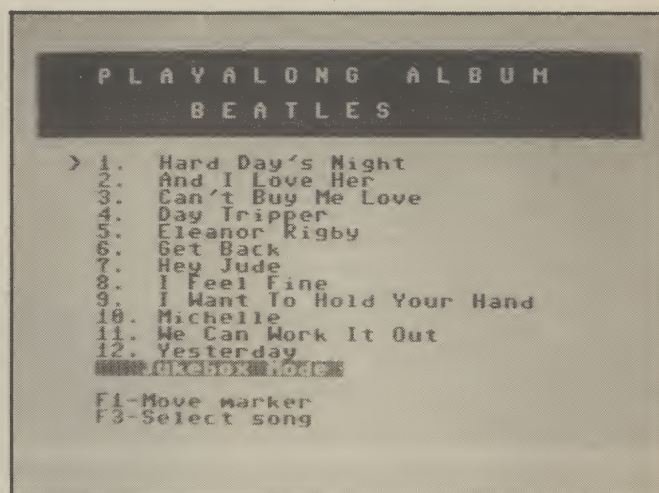 PLAYALONG ALBUM
BEATLES
> 1. Hard Day's Night
2. And I Love Her
3. Can't Buy Me Love
4. Day Tripper
5. Eleanor Rigby
6. Get Back
7. Hey Jude
8. I Feel Fine
9. I Want To Hold Your Hand
10. Michelle
11. We Can Work It Out
12. Yesterday
Jukebox Mode
F1-Move marker
F3-Select song